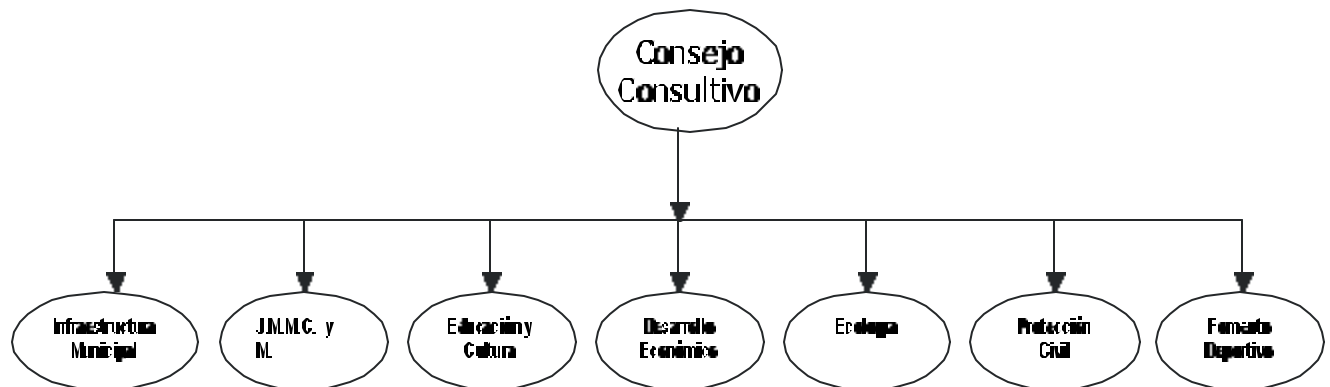 Consejo
Consultivo
Infraestructura
Municipal
J.M.M.C. y
M.
Educación y
Cultura
Desarrollo
Económico
Ecología
Protección
Civil
Fomento
Deportivo